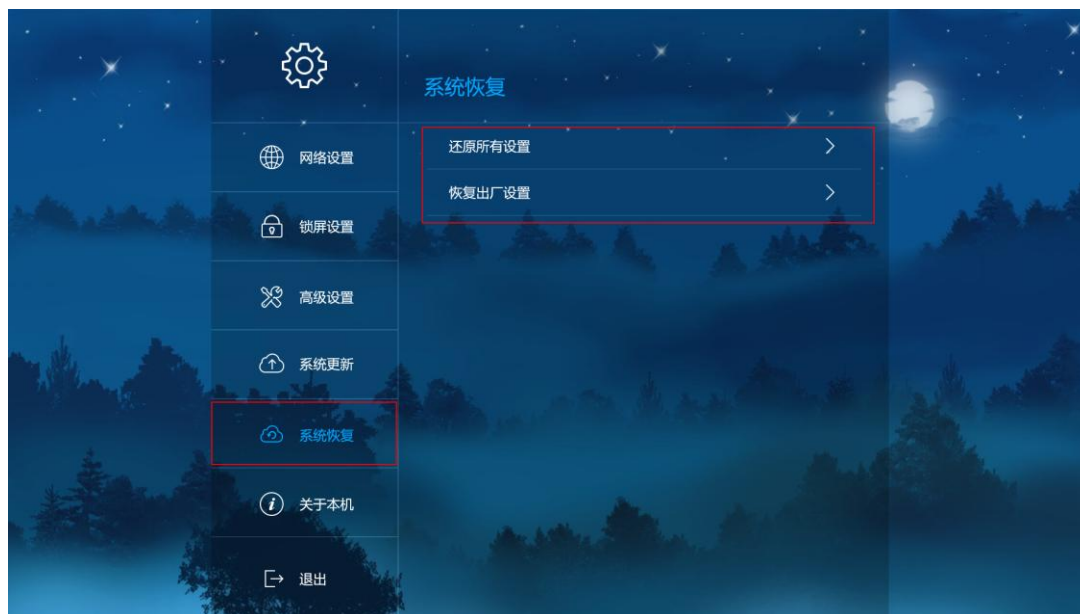 系统恢复
还原所有设置
恢复出厂设置
网络设置
锁屏设置
高级设置
系统更新
系统恢复
关于本机
退出